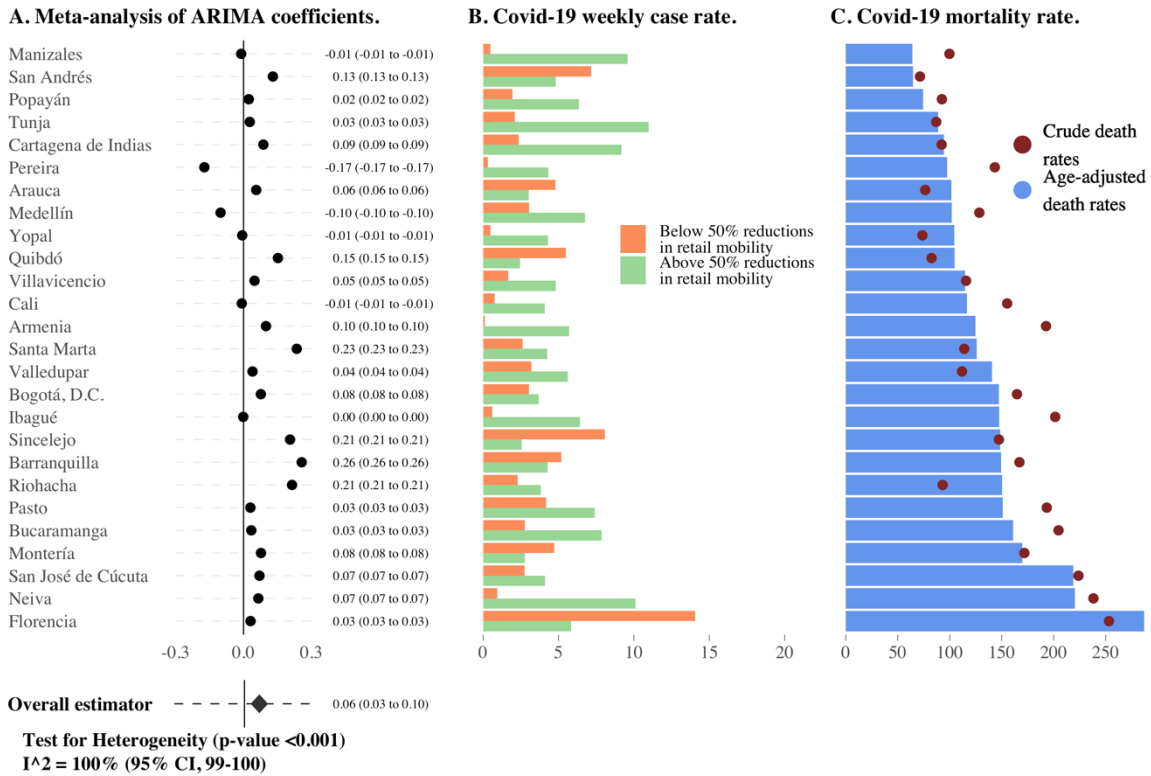 A. Meta-analysis of ARIMA coefficients.
B. Covid-19 weekly case rate.
C. Covid-19 mortality rate.
Manizales -0.01 (-0.01 to -0.01)
San Andrés 0.13 (0.13 to 0.13)
Popayán 0.02 (0.02 to 0.02)
Tunja 0.03 (0.03 to 0.03)
Cartagena de Indias 0.09 (0.09 to 0.09)
Pereira -0.17 (-0.17 to -0.17)
Arauca 0.06 (0.06 to 0.06)
Medellín -0.10 (-0.10 to -0.10)
Yopal -0.01 (-0.01 to -0.01)
Quibdó 0.15 (0.15 to 0.15)
Villavicencio 0.05 (0.05 to 0.05)
Cali -0.01 (-0.01 to -0.01)
Armenia 0.10 (0.10 to 0.10)
Santa Marta 0.23 (0.23 to 0.23)
Valledupar 0.04 (0.04 to 0.04)
Bogotá, D.C. 0.08 (0.08 to 0.08)
Ibagué 0.00 (0.00 to 0.00)
Sincelejo 0.21 (0.21 to 0.21)
Barranquilla 0.26 (0.26 to 0.26)
Riohacha 0.21 (0.21 to 0.21)
Pasto 0.03 (0.03 to 0.03)
Bucaramanga 0.03 (0.03 to 0.03)
Montería 0.08 (0.08 to 0.08)
San José de Cúcuta 0.07 (0.07 to 0.07)
Neiva 0.07 (0.07 to 0.07)
Florencia 0.03 (0.03 to 0.03)
-0.3 0.0 0.3
Overall estimator 0.06 (0.03 to 0.10)
Test for Heterogeneity (p-value <0.001)
I^2 = 100% (95% CI, 99-100)
Below 50% reductions
in retail mobility
Above 50% reductions
in retail mobility
0 5 10 15 20
Crude death
rates
Age-adjusted
death rates
0 50 100 150 200 250